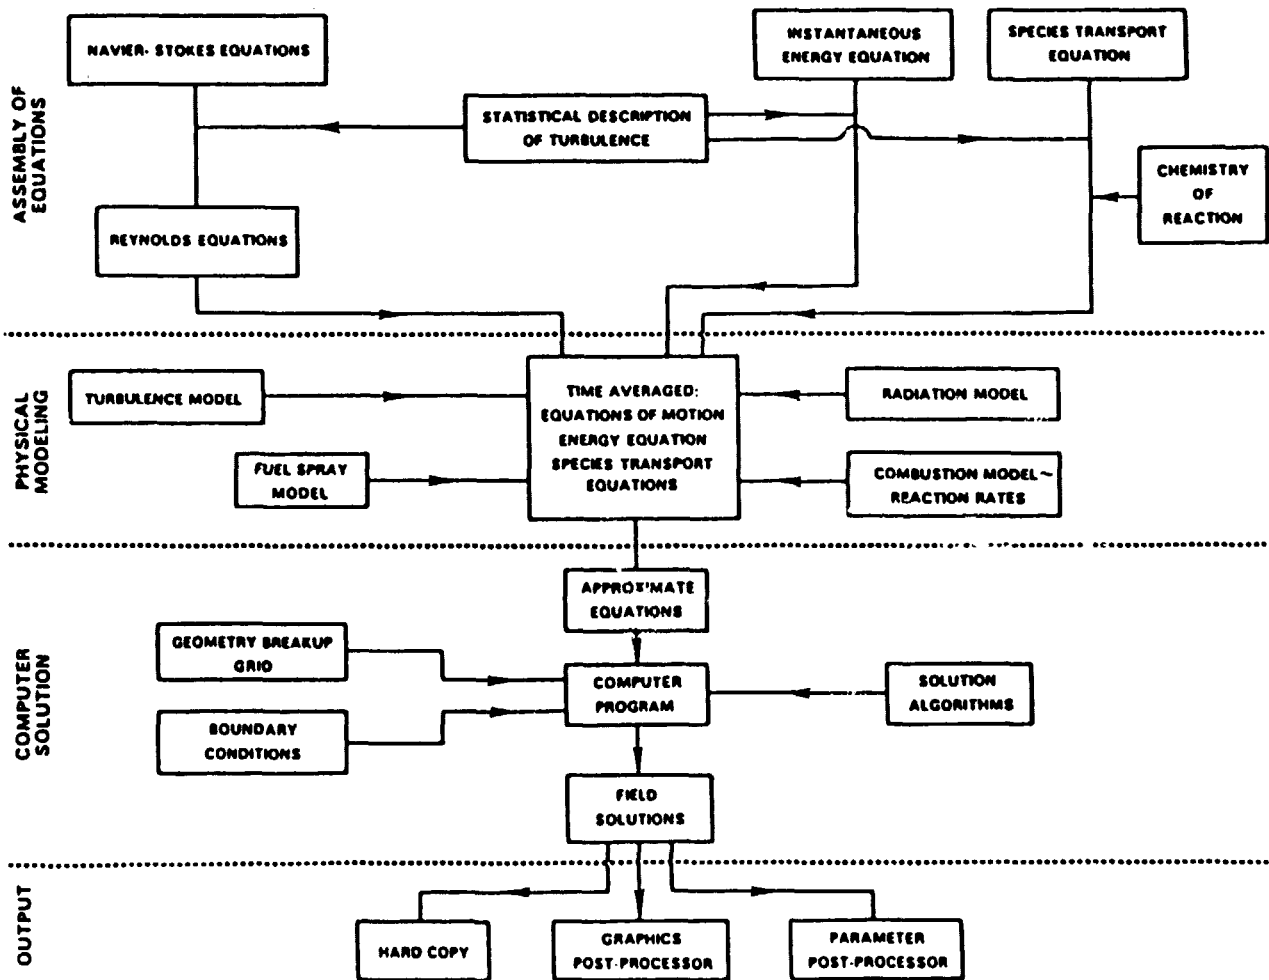 ASSEMBLY OF
EQUATIONS
NAVIER-STOKES EQUATIONS
INSTANTANEOUS
ENERGY EQUATION
SPECIES TRANSPORT
EQUATION
STATISTICAL DESCRIPTION
OF TURBULENCE
CHEMISTRY
OF
REACTION
REYNOLDS EQUATIONS
PHYSICAL
MODELING
TURBULENCE MODEL
FUEL SPRAY
MODEL
TIME AVERAGED:
EQUATIONS OF MOTION
ENERGY EQUATION
SPECIES TRANSPORT
EQUATIONS
RADIATION MODEL
COMBUSTION MODEL~
REACTION RATES
COMPUTER
SOLUTION
APPROXIMATE
EQUATIONS
GEOMETRY BREAKUP
GRID
BOUNDARY
CONDITIONS
COMPUTER
PROGRAM
SOLUTION
ALGORITHMS
FIELD
SOLUTIONS
OUTPUT
HARD COPY
GRAPHICS
POST-PROCESSOR
PARAMETER
POST-PROCESSOR